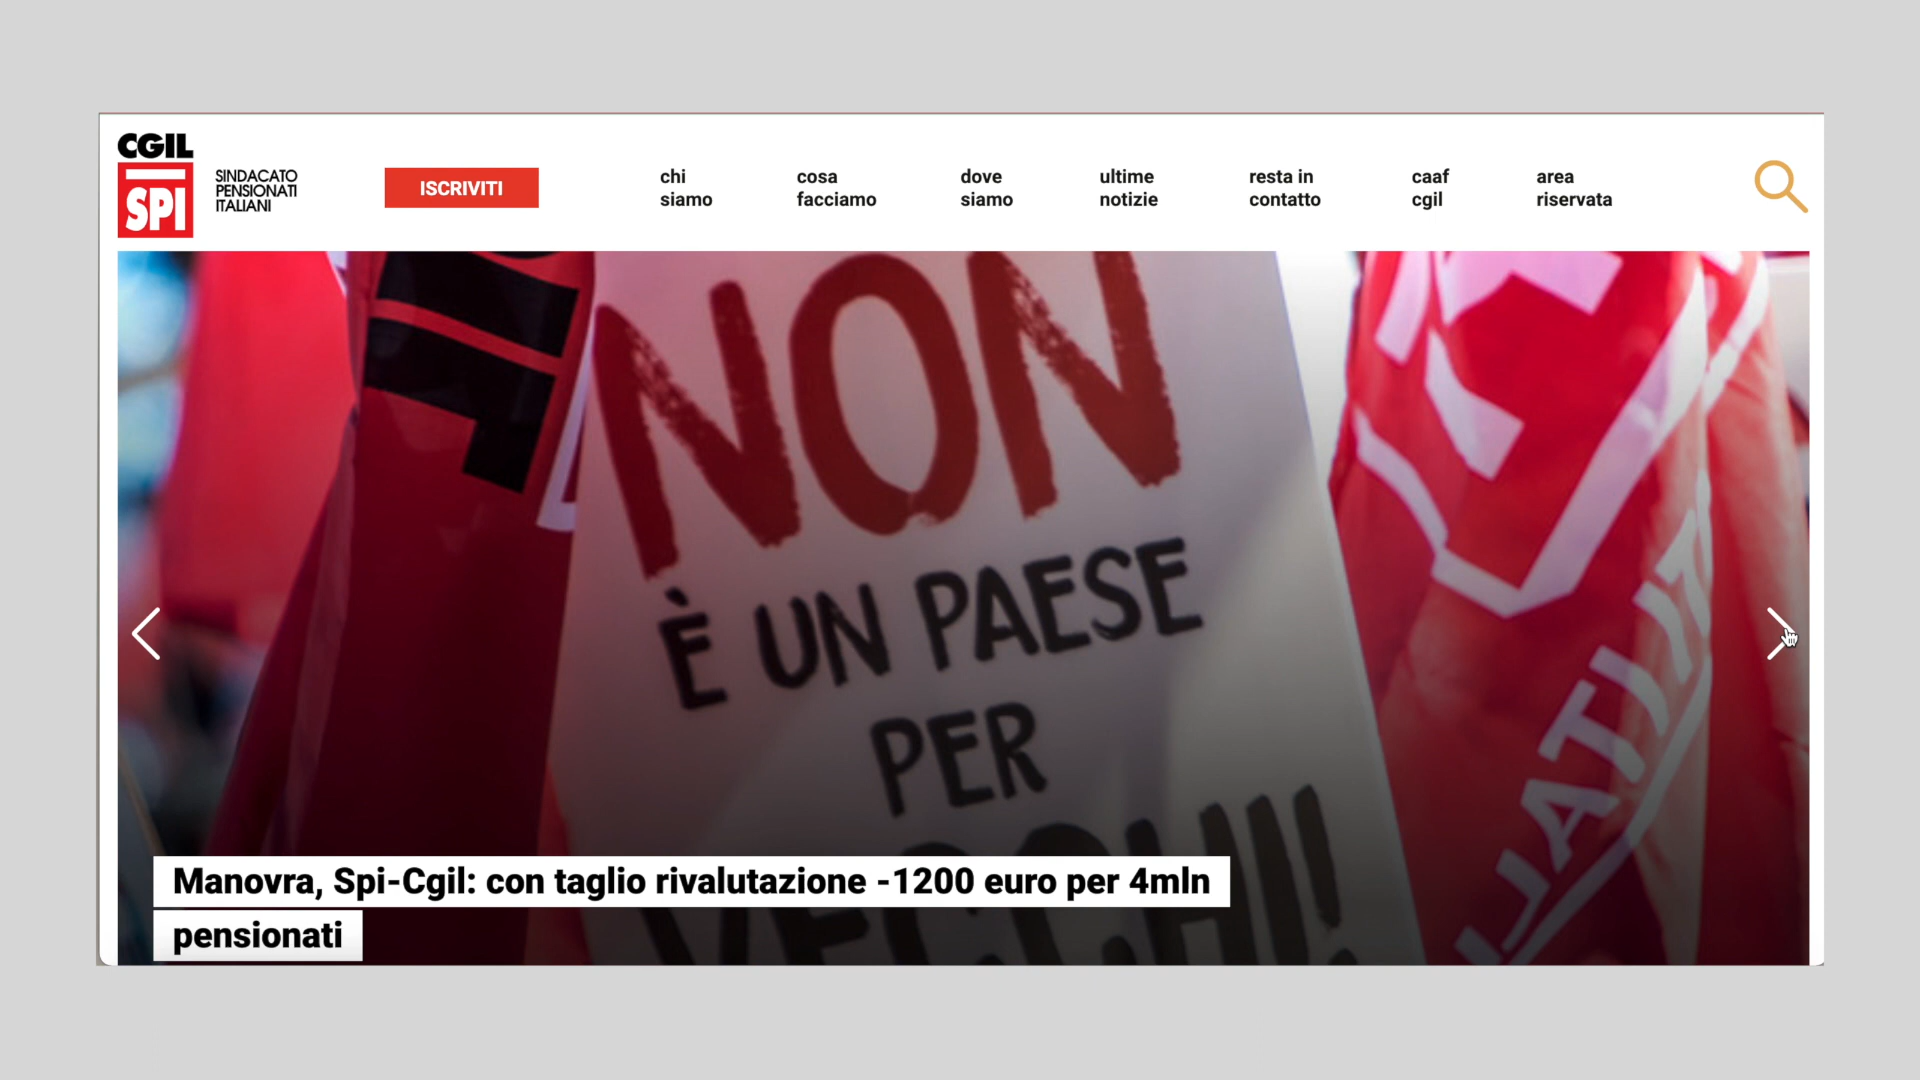 CGIL
SPI
SINDACATO
PENSIONATI
ITALIANI
ISCRIVITI
chi
siamo
cosa
facciamo
dove
siamo
ultime
notizie
resta in
contatto
caaf
cgil
area
riservata
NON
È UN PAESE
PER
VECCHI!
Manovra, Spi-Cgil: con taglio rivalutazione -1200 euro per 4mln
pensionati